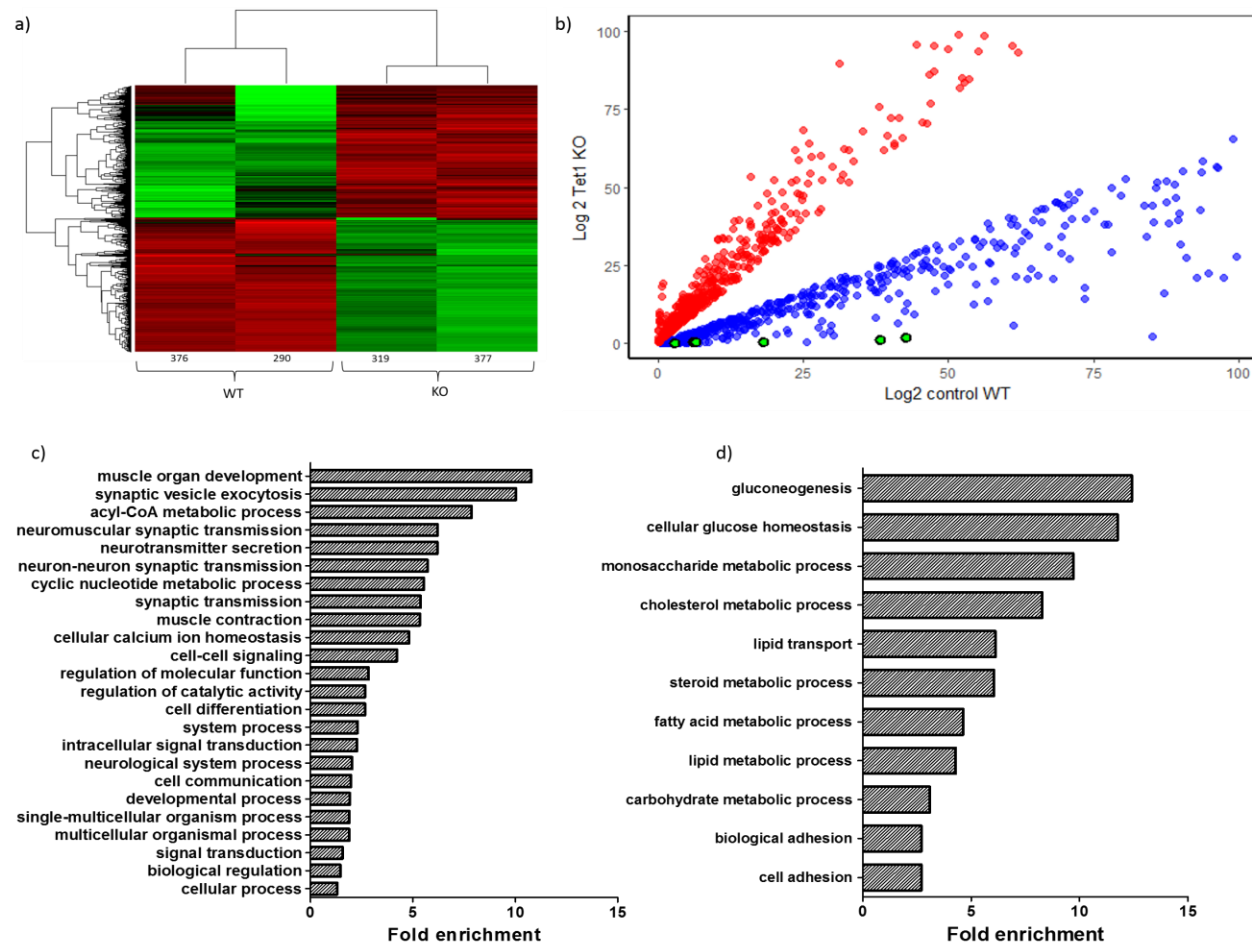 a)
376 290 319 377
WT KO
b)
100
75
50
25
0
Log 2 Tet1 KO
0 25 50 75 100
Log2 control WT
c)
muscle organ development
synaptic vesicle exocytosis
acyl-CoA metabolic process
neuromuscular synaptic transmission
neurotransmitter secretion
neuron-neuron synaptic transmission
cyclic nucleotide metabolic process
synaptic transmission
muscle contraction
cellular calcium ion homeostasis
cell-cell signaling
regulation of molecular function
regulation of catalytic activity
cell differentiation
system process
intracellular signal transduction
neurological system process
cell communication
developmental process
single-multicellular organism process
multicellular organismal process
signal transduction
biological regulation
cellular process
0 5 10 15
Fold enrichment
d)
gluconeogenesis
cellular glucose homeostasis
monosaccharide metabolic process
cholesterol metabolic process
lipid transport
steroid metabolic process
fatty acid metabolic process
lipid metabolic process
carbohydrate metabolic process
biological adhesion
cell adhesion
0 5 10 15
Fold enrichment